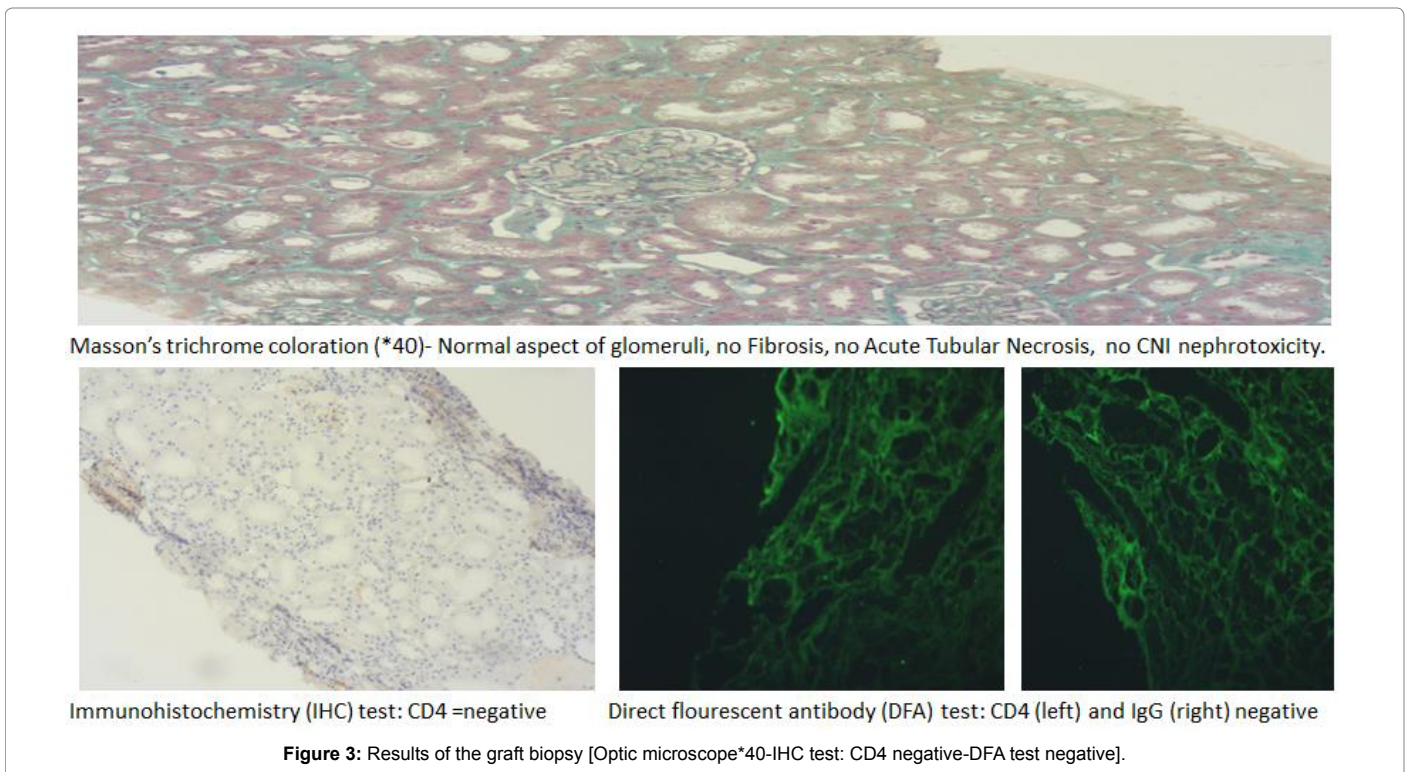 Masson's trichrome coloration (*40)- Normal aspect of glomeruli, no Fibrosis, no Acute Tubular Necrosis, no CNI nephrotoxicity.
Immunohistochemistry (IHC) test: CD4 =negative
Direct flourescent antibody (DFA) test: CD4 (left) and IgG (right) negative
Figure 3: Results of the graft biopsy [Optic microscope*40-IHC test: CD4 negative-DFA test negative].